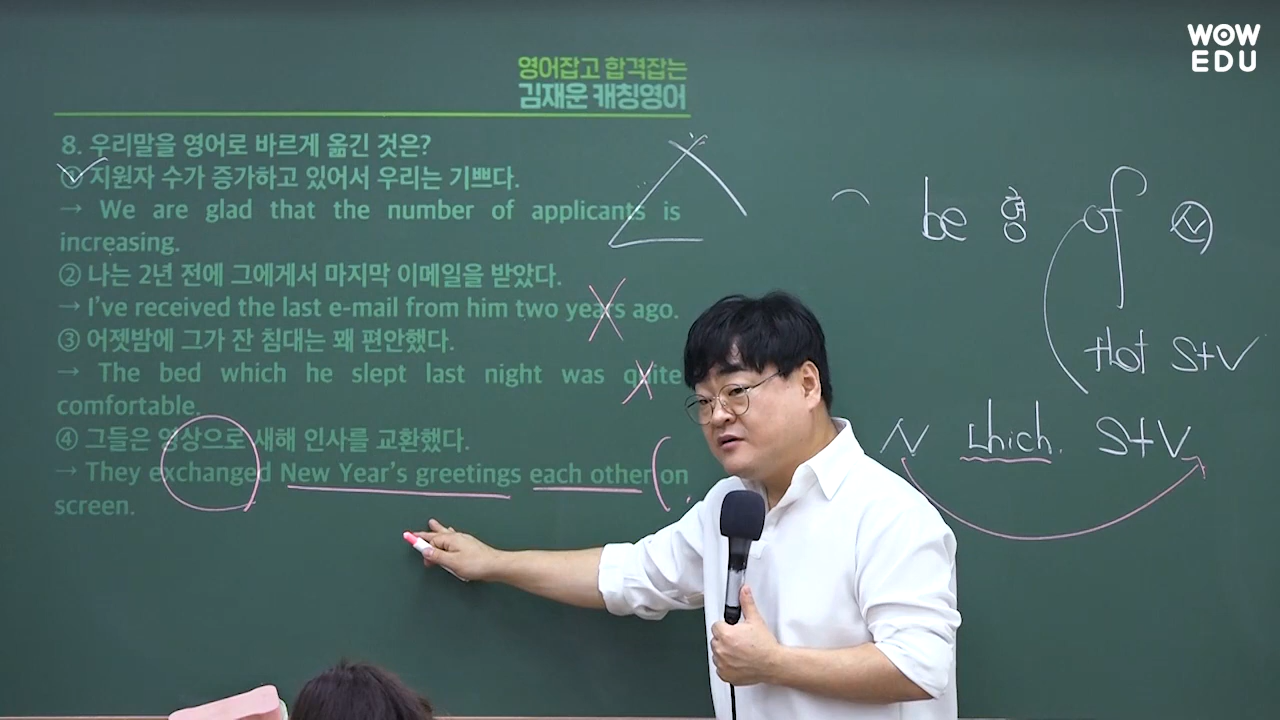 WOW
EDU
영어잡고 합격잡는
김재운 캐칭영어
8. 우리말을 영어로 바르게 옮긴 것은?
① 지원자 수가 증가하고 있어서 우리는 기쁘다.
→ We are glad that the number of applicants is
increasing.
② 나는 2년 전에 그에게서 마지막 이메일을 받았다.
→ I've received the last e-mail from him two years ago.
③ 어젯밤에 그가 잔 침대는 꽤 편안했다.
→ The bed which he slept last night was quite
comfortable.
④ 그들은 영상으로 새해 인사를 교환했다.
→ They exchanged New Year's greetings each other on
screen.
be 형 of N
that S+V
N which S+V